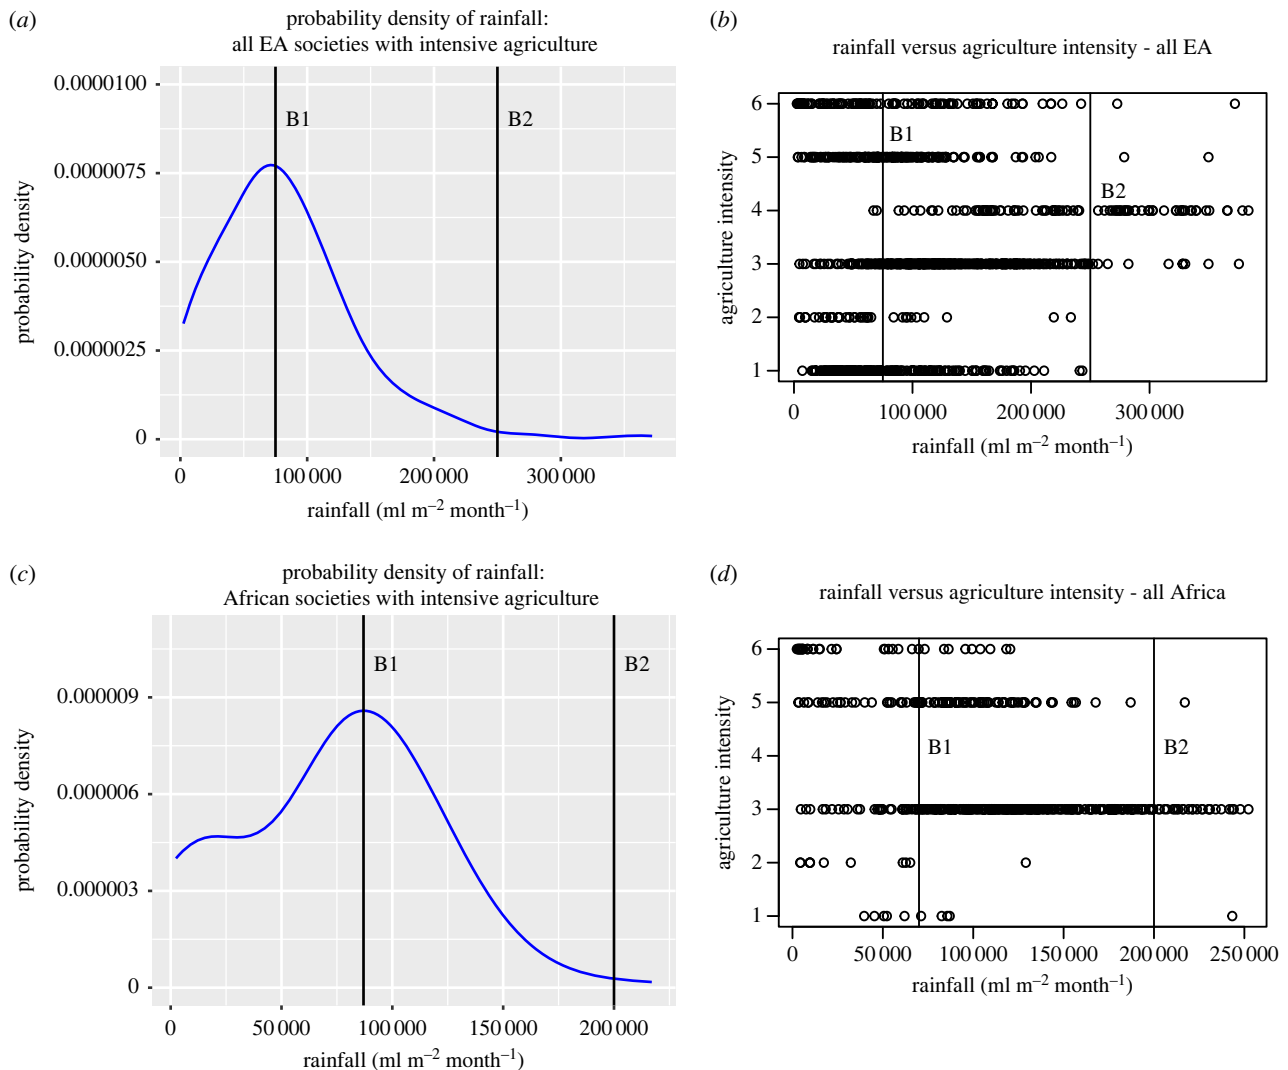 (a)
probability density of rainfall:
all EA societies with intensive agriculture
0.0000100
0.0000075
0.0000050
0.0000025
0
probability density
B1
B2
0
100 000
200 000
300 000
rainfall (ml m⁻² month⁻¹)
(b)
rainfall versus agriculture intensity - all EA
6
5
4
3
2
1
agriculture intensity
B1
B2
0
100 000
200 000
300 000
rainfall (ml m⁻² month⁻¹)
(c)
probability density of rainfall:
African societies with intensive agriculture
0.000009
0.000006
0.000003
0
probability density
B1
B2
0
50 000
100 000
150 000
200 000
rainfall (ml m⁻² month⁻¹)
(d)
rainfall versus agriculture intensity - all Africa
6
5
4
3
2
1
agriculture intensity
B1
B2
0
50 000
100 000
150 000
200 000
250 000
rainfall (ml m⁻² month⁻¹)